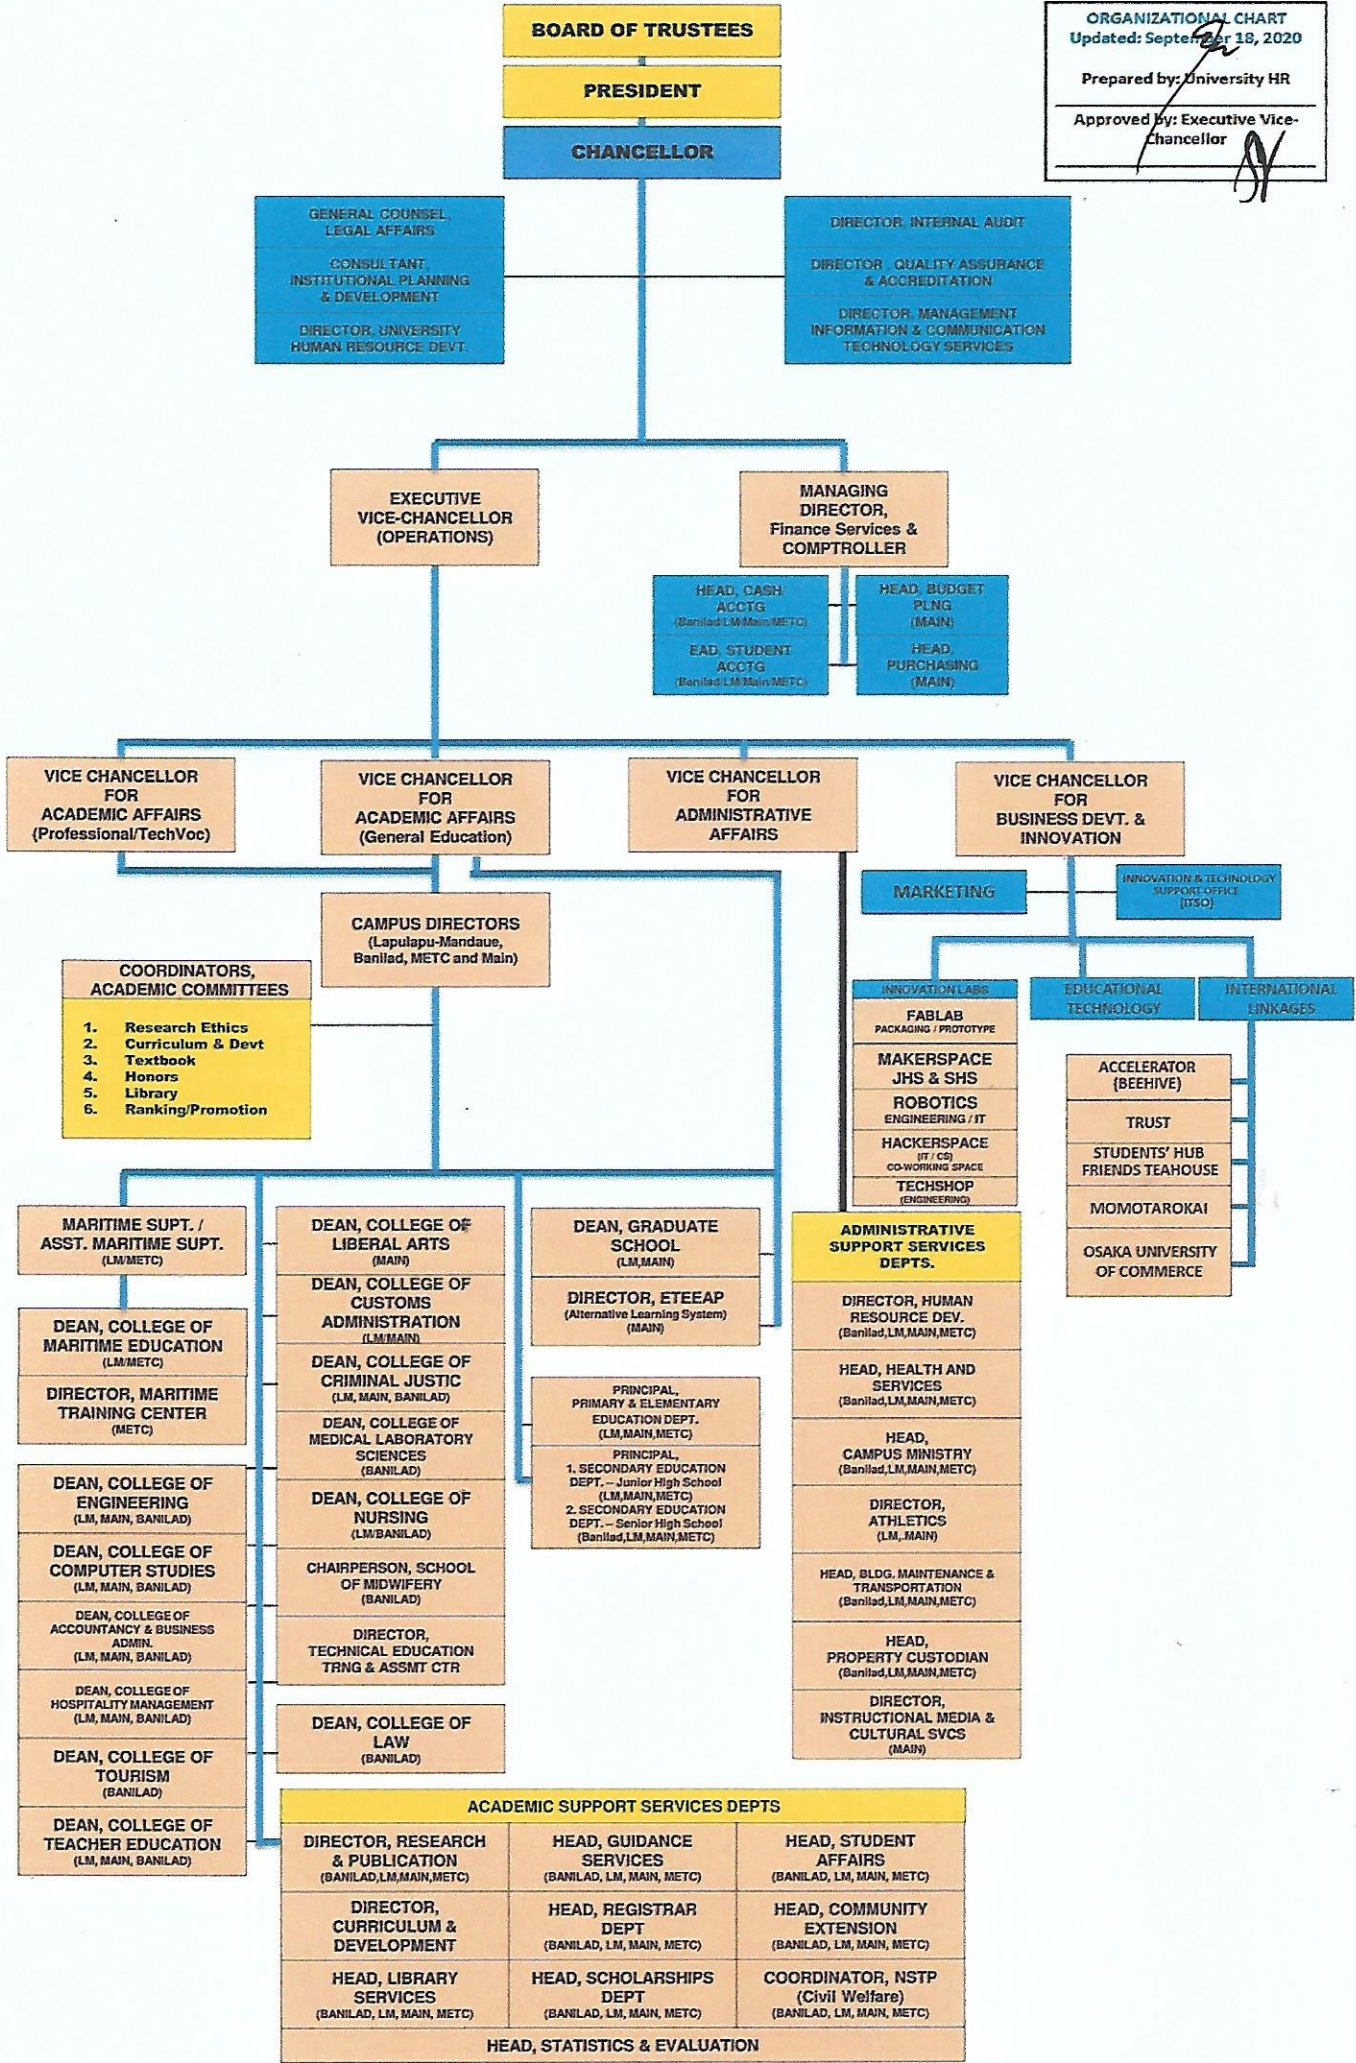 ORGANIZATIONAL CHART
Updated: September 18, 2020
Prepared by: University HR
Approved by: Executive Vice-
Chancellor
BOARD OF TRUSTEES
PRESIDENT
CHANCELLOR
GENERAL COUNSEL,
LEGAL AFFAIRS
CONSULTANT,
INSTITUTIONAL PLANNING
& DEVELOPMENT
DIRECTOR, UNIVERSITY
HUMAN RESOURCE DEVT.
DIRECTOR, INTERNAL AUDIT
DIRECTOR , QUALITY ASSURANCE
& ACCREDITATION
DIRECTOR, MANAGEMENT
INFORMATION & COMMUNICATION
TECHNOLOGY SERVICES
EXECUTIVE
VICE-CHANCELLOR
(OPERATIONS)
MANAGING
DIRECTOR,
Finance Services &
COMPTROLLER
HEAD, CASH
ACCTG
(Banilad/LM/Main/METC)
EAD, STUDENT
ACCTG
(Banilad/LM/Main/METC)
HEAD, BUDGET
PLNG
(MAIN)
HEAD,
PURCHASING
(MAIN)
VICE CHANCELLOR
FOR
ACADEMIC AFFAIRS
(Professional/TechVoc)
VICE CHANCELLOR
FOR
ACADEMIC AFFAIRS
(General Education)
VICE CHANCELLOR
FOR
ADMINISTRATIVE
AFFAIRS
VICE CHANCELLOR
FOR
BUSINESS DEVT. &
INNOVATION
MARKETING
INNOVATION & TECHNOLOGY
SUPPORT OFFICE
(ITSO)
CAMPUS DIRECTORS
(Lapulapu-Mandaue,
Banilad, METC and Main)
COORDINATORS,
ACADEMIC COMMITTEES
1. Research Ethics
2. Curriculum & Devt
3. Textbook
4. Honors
5. Library
6. Ranking/Promotion
INNOVATION LABS
FABLAB
PACKAGING / PROTOTYPE
MAKERSPACE
JHS & SHS
ROBOTICS
ENGINEERING / IT
HACKERSPACE
(IT / CS)
CO-WORKING SPACE
TECHSHOP
(ENGINEERING)
EDUCATIONAL
TECHNOLOGY
INTERNATIONAL
LINKAGES
ACCELERATOR
(BEEHIVE)
TRUST
STUDENTS' HUB
FRIENDS TEAHOUSE
MOMOTAROKAI
OSAKA UNIVERSITY
OF COMMERCE
MARITIME SUPT. /
ASST. MARITIME SUPT.
(LM/METC)
DEAN, COLLEGE OF
MARITIME EDUCATION
(LM/METC)
DIRECTOR, MARITIME
TRAINING CENTER
(METC)
DEAN, COLLEGE OF
ENGINEERING
(LM, MAIN, BANILAD)
DEAN, COLLEGE OF
COMPUTER STUDIES
(LM, MAIN, BANILAD)
DEAN, COLLEGE OF
ACCOUNTANCY & BUSINESS
ADMIN.
(LM, MAIN, BANILAD)
DEAN, COLLEGE OF
HOSPITALITY MANAGEMENT
(LM, MAIN, BANILAD)
DEAN, COLLEGE OF
TOURISM
(BANILAD)
DEAN, COLLEGE OF
TEACHER EDUCATION
(LM, MAIN, BANILAD)
DEAN, COLLEGE OF
LIBERAL ARTS
(MAIN)
DEAN, COLLEGE OF
CUSTOMS
ADMINISTRATION
(LM/MAIN)
DEAN, COLLEGE OF
CRIMINAL JUSTIC
(LM, MAIN, BANILAD)
DEAN, COLLEGE OF
MEDICAL LABORATORY
SCIENCES
(BANILAD)
DEAN, COLLEGE OF
NURSING
(LM/BANILAD)
CHAIRPERSON, SCHOOL
OF MIDWIFERY
(BANILAD)
DIRECTOR,
TECHNICAL EDUCATION
TRNG & ASSMT CTR
DEAN, COLLEGE OF
LAW
(BANILAD)
DEAN, GRADUATE
SCHOOL
(LM,MAIN)
DIRECTOR, ETEEAP
(Alternative Learning System)
(MAIN)
PRINCIPAL,
PRIMARY & ELEMENTARY
EDUCATION DEPT.
(LM,MAIN,METC)
PRINCIPAL,
1. SECONDARY EDUCATION
DEPT. – Junior High School
(LM,MAIN,METC)
2. SECONDARY EDUCATION
DEPT. – Senior High School
(Banilad,LM,MAIN,METC)
ADMINISTRATIVE
SUPPORT SERVICES
DEPTS.
DIRECTOR, HUMAN
RESOURCE DEV.
(Banilad,LM,MAIN,METC)
HEAD, HEALTH AND
SERVICES
(Banilad,LM,MAIN,METC)
HEAD,
CAMPUS MINISTRY
(Banilad,LM,MAIN,METC)
DIRECTOR,
ATHLETICS
(LM, MAIN)
HEAD, BLDG. MAINTENANCE &
TRANSPORTATION
(Banilad,LM,MAIN,METC)
HEAD,
PROPERTY CUSTODIAN
(Banilad,LM,MAIN,METC)
DIRECTOR,
INSTRUCTIONAL MEDIA &
CULTURAL SVCS
(MAIN)
ACADEMIC SUPPORT SERVICES DEPTS
DIRECTOR, RESEARCH
& PUBLICATION
(BANILAD,LM,MAIN,METC)
HEAD, GUIDANCE
SERVICES
(BANILAD, LM, MAIN, METC)
HEAD, STUDENT
AFFAIRS
(BANILAD, LM, MAIN, METC)
DIRECTOR,
CURRICULUM &
DEVELOPMENT
HEAD, REGISTRAR
DEPT
(BANILAD, LM, MAIN, METC)
HEAD, COMMUNITY
EXTENSION
(BANILAD, LM, MAIN, METC)
HEAD, LIBRARY
SERVICES
(BANILAD, LM, MAIN, METC)
HEAD, SCHOLARSHIPS
DEPT
(BANILAD, LM, MAIN, METC)
COORDINATOR, NSTP
(Civil Welfare)
(BANILAD, LM, MAIN, METC)
HEAD, STATISTICS & EVALUATION